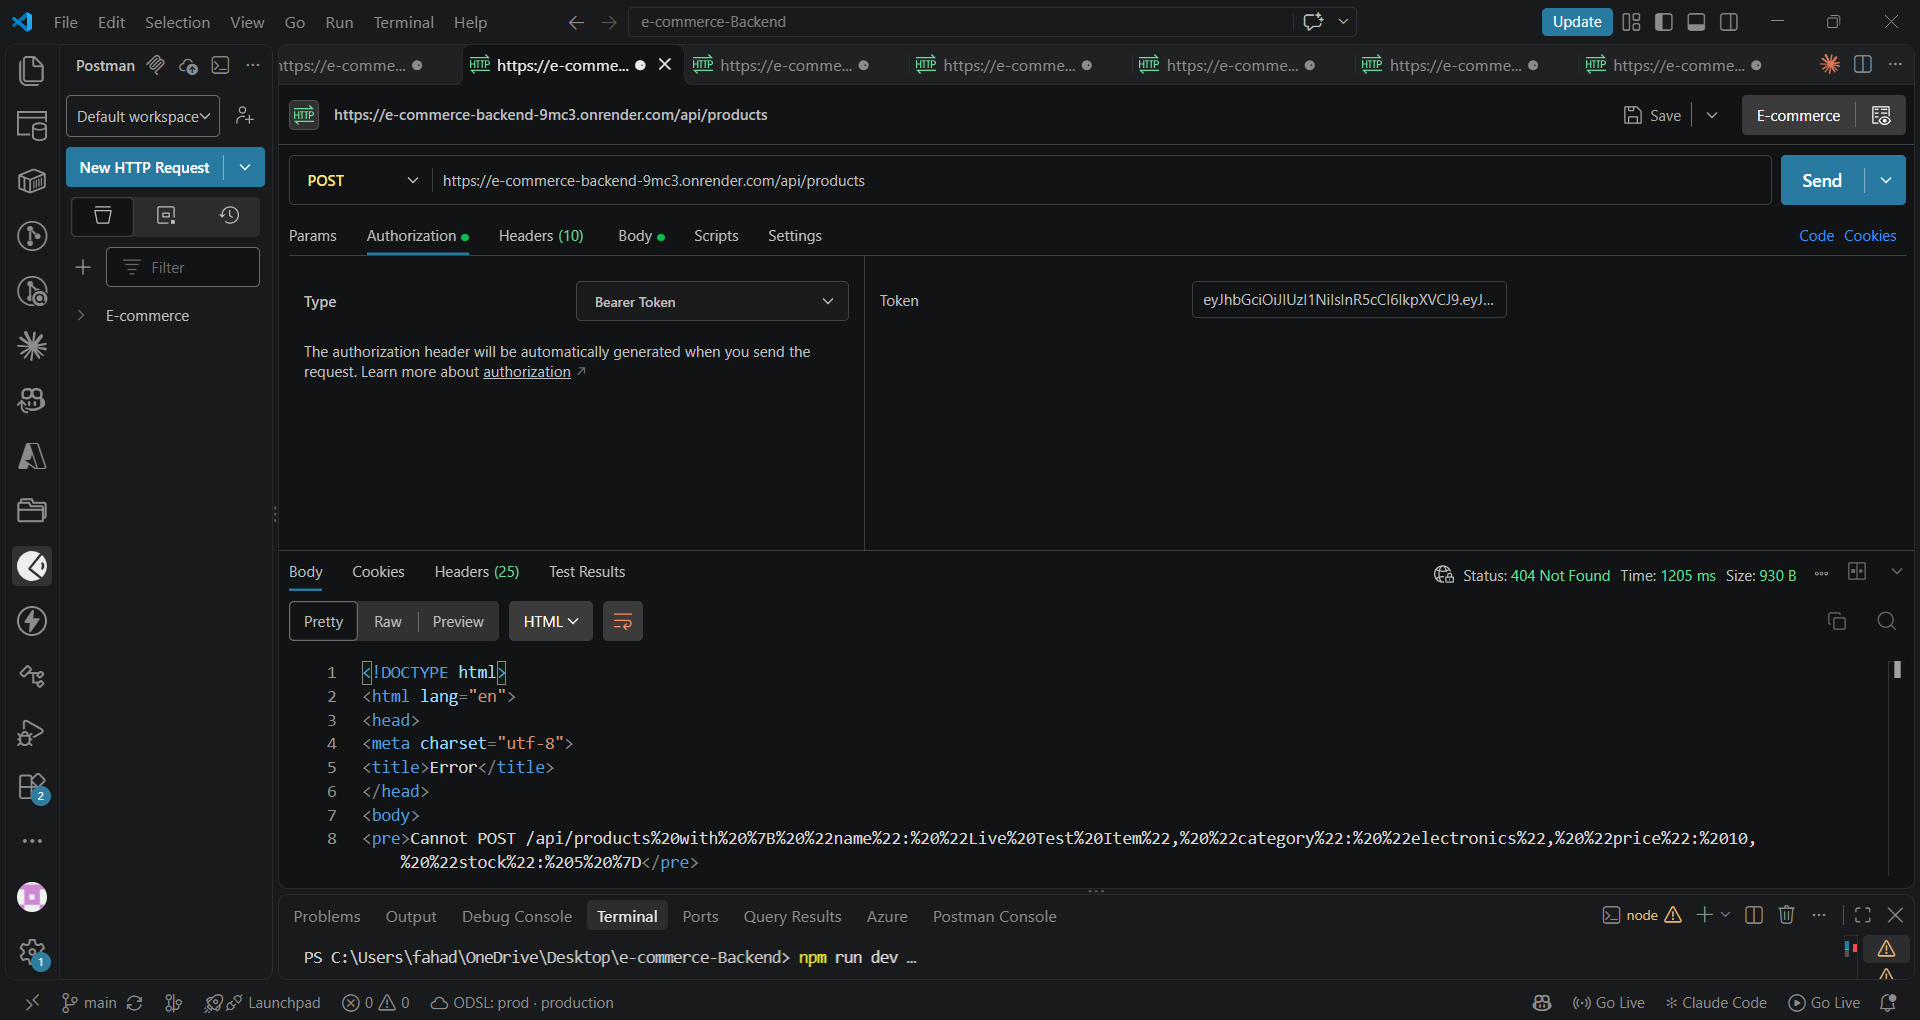 File Edit Selection View Go Run Terminal Help
e-commerce-Backend
Update
Postman
ttps://e-comme...
HTTP https://e-comme...
HTTP https://e-comme...
HTTP https://e-comme...
HTTP https://e-comme...
HTTP https://e-comme...
HTTP https://e-comme...
Default workspace
New HTTP Request
Filter
E-commerce
HTTP https://e-commerce-backend-9mc3.onrender.com/api/products
Save
E-commerce
POST https://e-commerce-backend-9mc3.onrender.com/api/products
Send
Params Authorization Headers (10) Body Scripts Settings
Code Cookies
Type Bearer Token
The authorization header will be automatically generated when you send the
request. Learn more about authorization
Token eyJhbGciOiJIUzI1NiIsInR5cCI6IkpXVCJ9.eyJ...
Body Cookies Headers (25) Test Results
Status: 404 Not Found Time: 1205 ms Size: 930 B
Pretty Raw Preview HTML
1 <!DOCTYPE html>
2 <html lang="en">
3 <head>
4 <meta charset="utf-8">
5 <title>Error</title>
6 </head>
7 <body>
8 <pre>Cannot POST /api/products%20with%20%7B%20%22name%22:%20%22Live%20Test%20Item%22,%20%22category%22:%20%22electronics%22,%20%22price%22:%2010,
%20%22stock%22:%205%20%7D</pre>
Problems Output Debug Console Terminal Ports Query Results Azure Postman Console
node
PS C:\Users\fahad\OneDrive\Desktop\e-commerce-Backend> npm run dev ...
2
1
main Launchpad 0 0 ODSL: prod · production
Go Live Claude Code Go Live